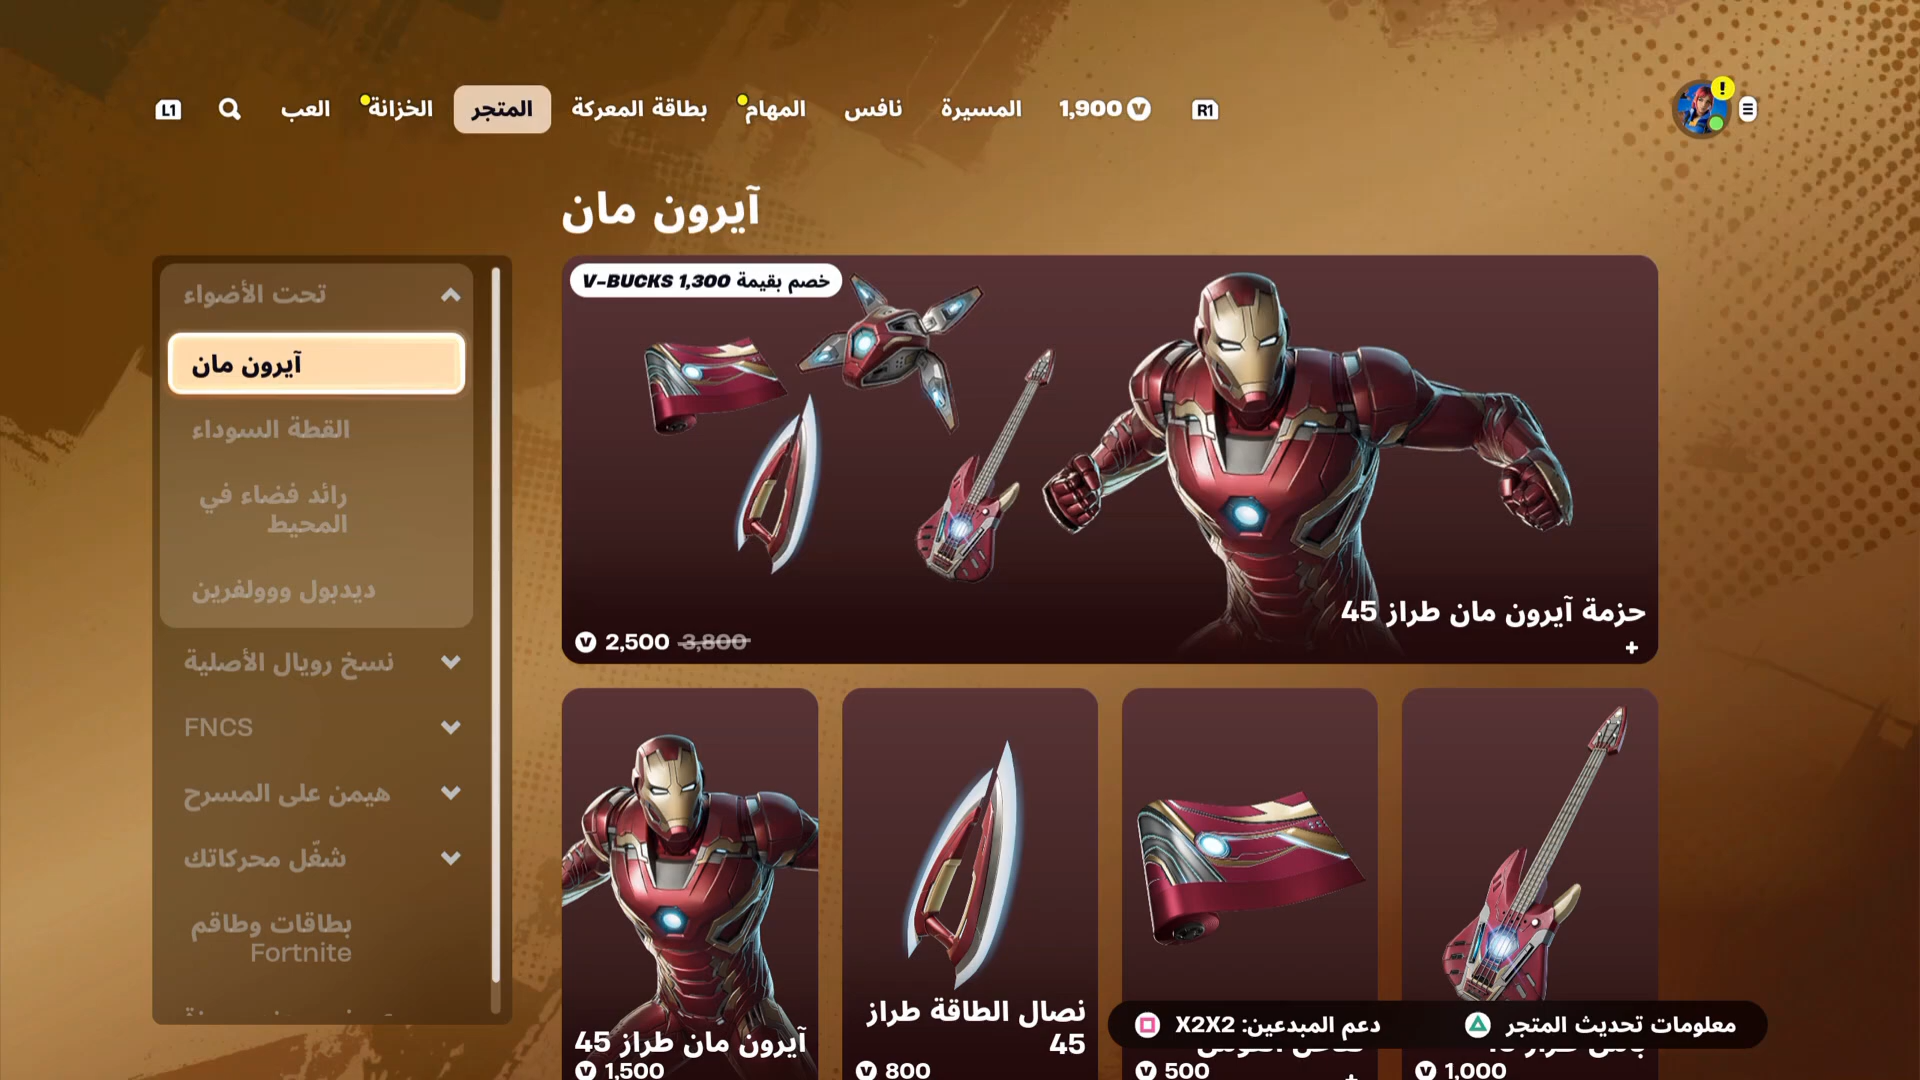 L1
العب
الخزانة
المتجر
بطاقة المعركة
المهام
نافس
المسيرة
1,900
R1
آيرون مان
تحت الأضواء
آيرون مان
القطة السوداء
رائد فضاء في
المحيط
ديدبول ووولفرين
نسخ رويال الأصلية
FNCS
هيمن على المسرح
شغّل محركاتك
بطاقات وطاقم
Fortnite
خصم بقيمة 1,300 V-BUCKS
حزمة آيرون مان طراز 45
+
2,500 3,800
آيرون مان طراز 45
1,500
نصال الطاقة طراز
45
800
500
1,000
دعم المبدعين: X2X2
معلومات تحديث المتجر